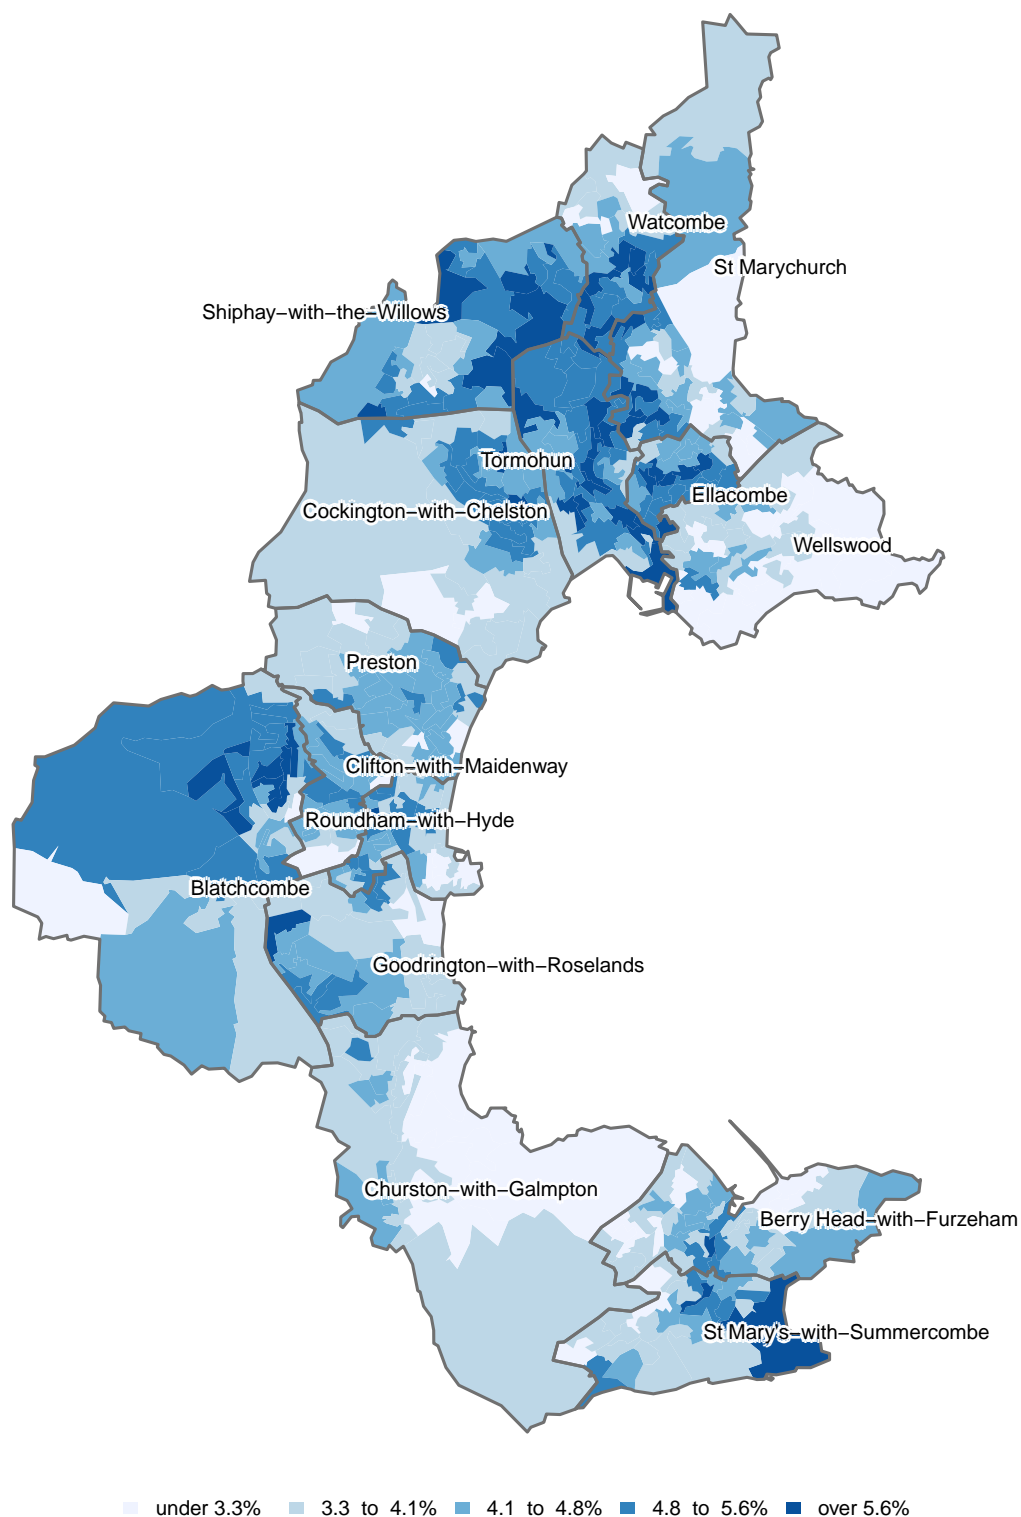 Watcombe
St Marychurch
Shiphay−with−the−Willows
Tormohun
Ellacombe
Cockington−with−Chelston
Wellswood
Preston
Clifton−with−Maidenway
Roundham−with−Hyde
Blatchcombe
Goodrington−with−Roselands
Churston−with−Galmpton
Berry Head−with−Furzeham
St Mary's−with−Summercombe
under 3.3% 3.3 to 4.1% 4.1 to 4.8% 4.8 to 5.6% over 5.6%